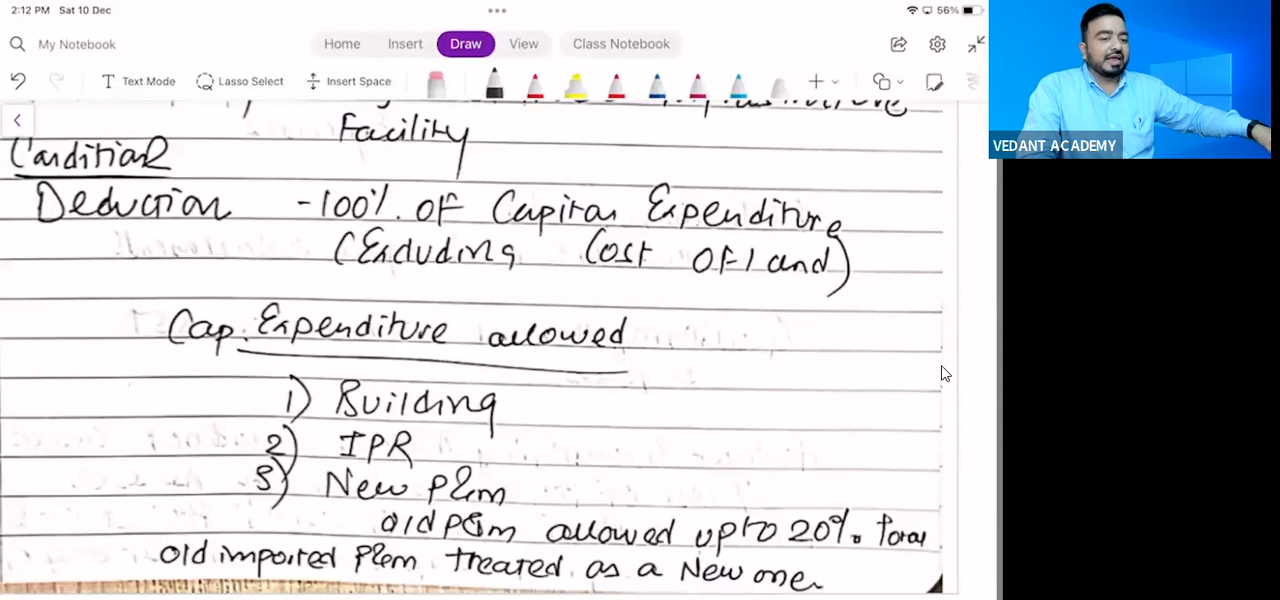 2:12 PM Sat 10 Dec
56%
My Notebook
Home Insert Draw View Class Notebook
Text Mode Lasso Select Insert Space
VEDANT ACADEMY
Facility
Condition
Deduction - 100% of Capital Expenditure
(Excluding Cost of land)
Cap. Expenditure allowed
1) Building
2) IPR
3) New P&m
old P&m allowed upto 20% Total
old imported P&m treated as a New one